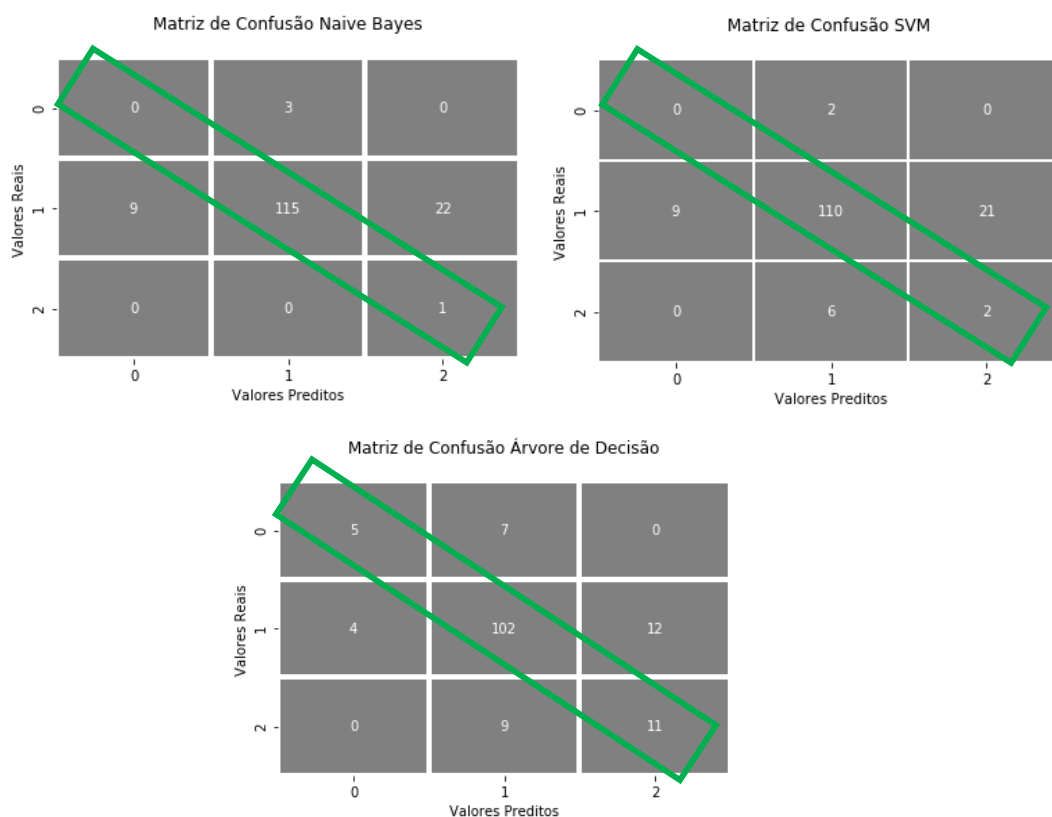 Matriz de Confusão Naive Bayes
Valores Reais
0
0 3 0
1
9 115 22
2
0 0 1
0 1 2
Valores Preditos
Matriz de Confusão SVM
Valores Reais
0
0 2 0
1
9 110 21
2
0 6 2
0 1 2
Valores Preditos
Matriz de Confusão Árvore de Decisão
Valores Reais
0
5 7 0
1
4 102 12
2
0 9 11
0 1 2
Valores Preditos